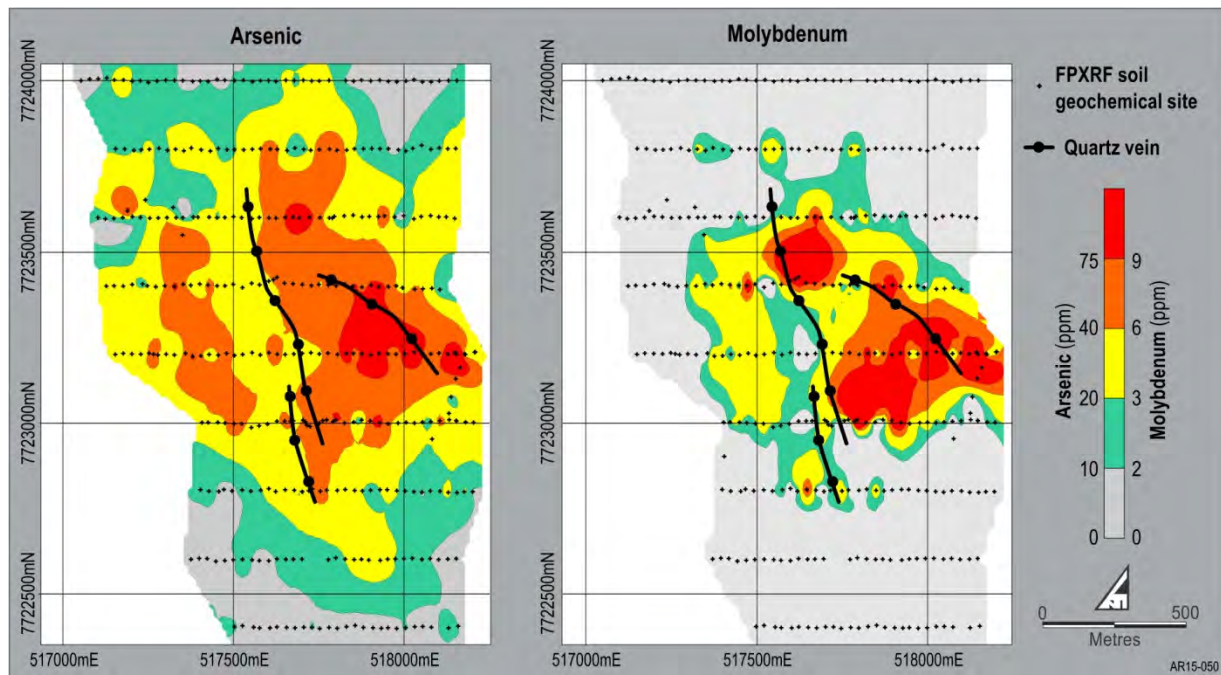 Arsenic
Molybdenum
7724000mN
7723500mN
7723000mN
7722500mN
517000mE
517500mE
518000mE
7724000mN
7723500mN
7723000mN
7722500mN
517000mE
517500mE
518000mE
FPXRF soil
geochemical site
Quartz vein
Arsenic (ppm)
75
40
20
10
0
9
6
3
2
0
Molybdenum (ppm)
0 500
Metres
AR15-050